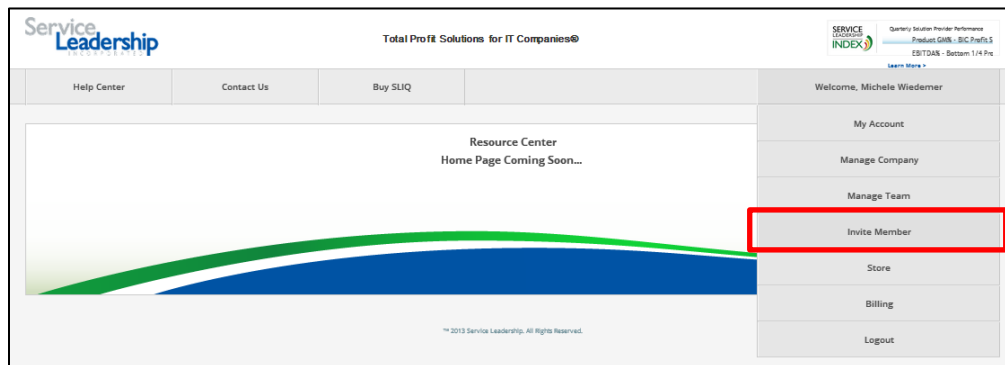 Service
Leadership
INCORPORATED
Total Profit Solutions for IT Companies®
SERVICE
LEADERSHIP
INDEX
Quarterly Solution Provider Performance
Product GM% - BIC Profit S
EBITDA% - Bottom 1/4 Pre
Learn More >
Help Center
Contact Us
Buy SLIQ
Welcome, Michele Wiedemer
My Account
Resource Center
Home Page Coming Soon...
Manage Company
Manage Team
Invite Member
Store
Billing
Logout
™ 2013 Service Leadership. All Rights Reserved.